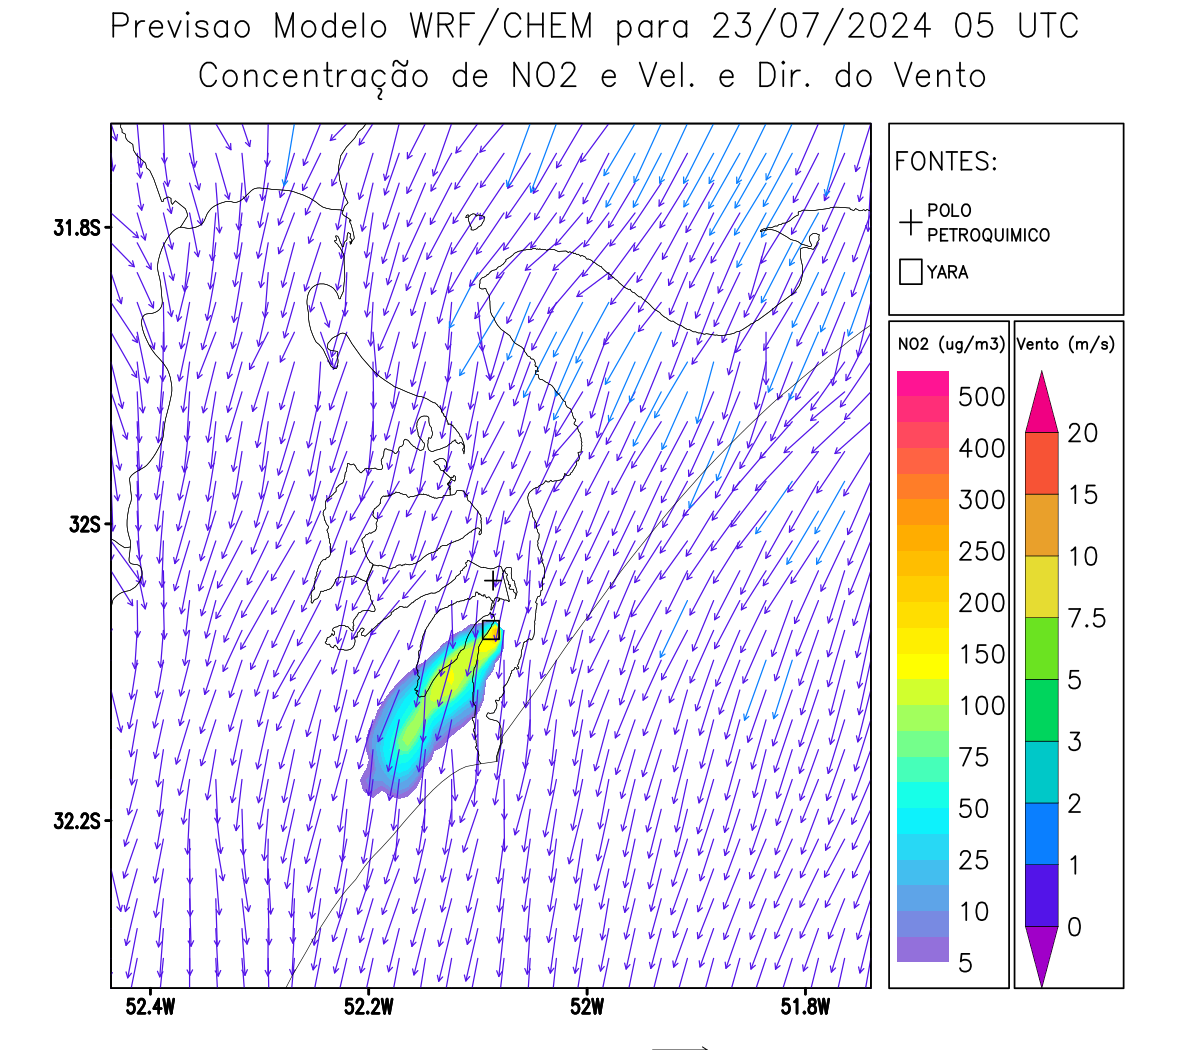 Previsao Modelo WRF/CHEM para 23/07/2024 05 UTC
Concentração de NO2 e Vel. e Dir. do Vento
FONTES:
POLO
PETROQUIMICO
YARA
31.8S
32S
32.2S
52.4W
52.2W
52W
51.8W
NO2 (ug/m3)
500
400
300
250
200
150
100
75
50
25
10
5
Vento (m/s)
20
15
10
7.5
5
3
2
1
0